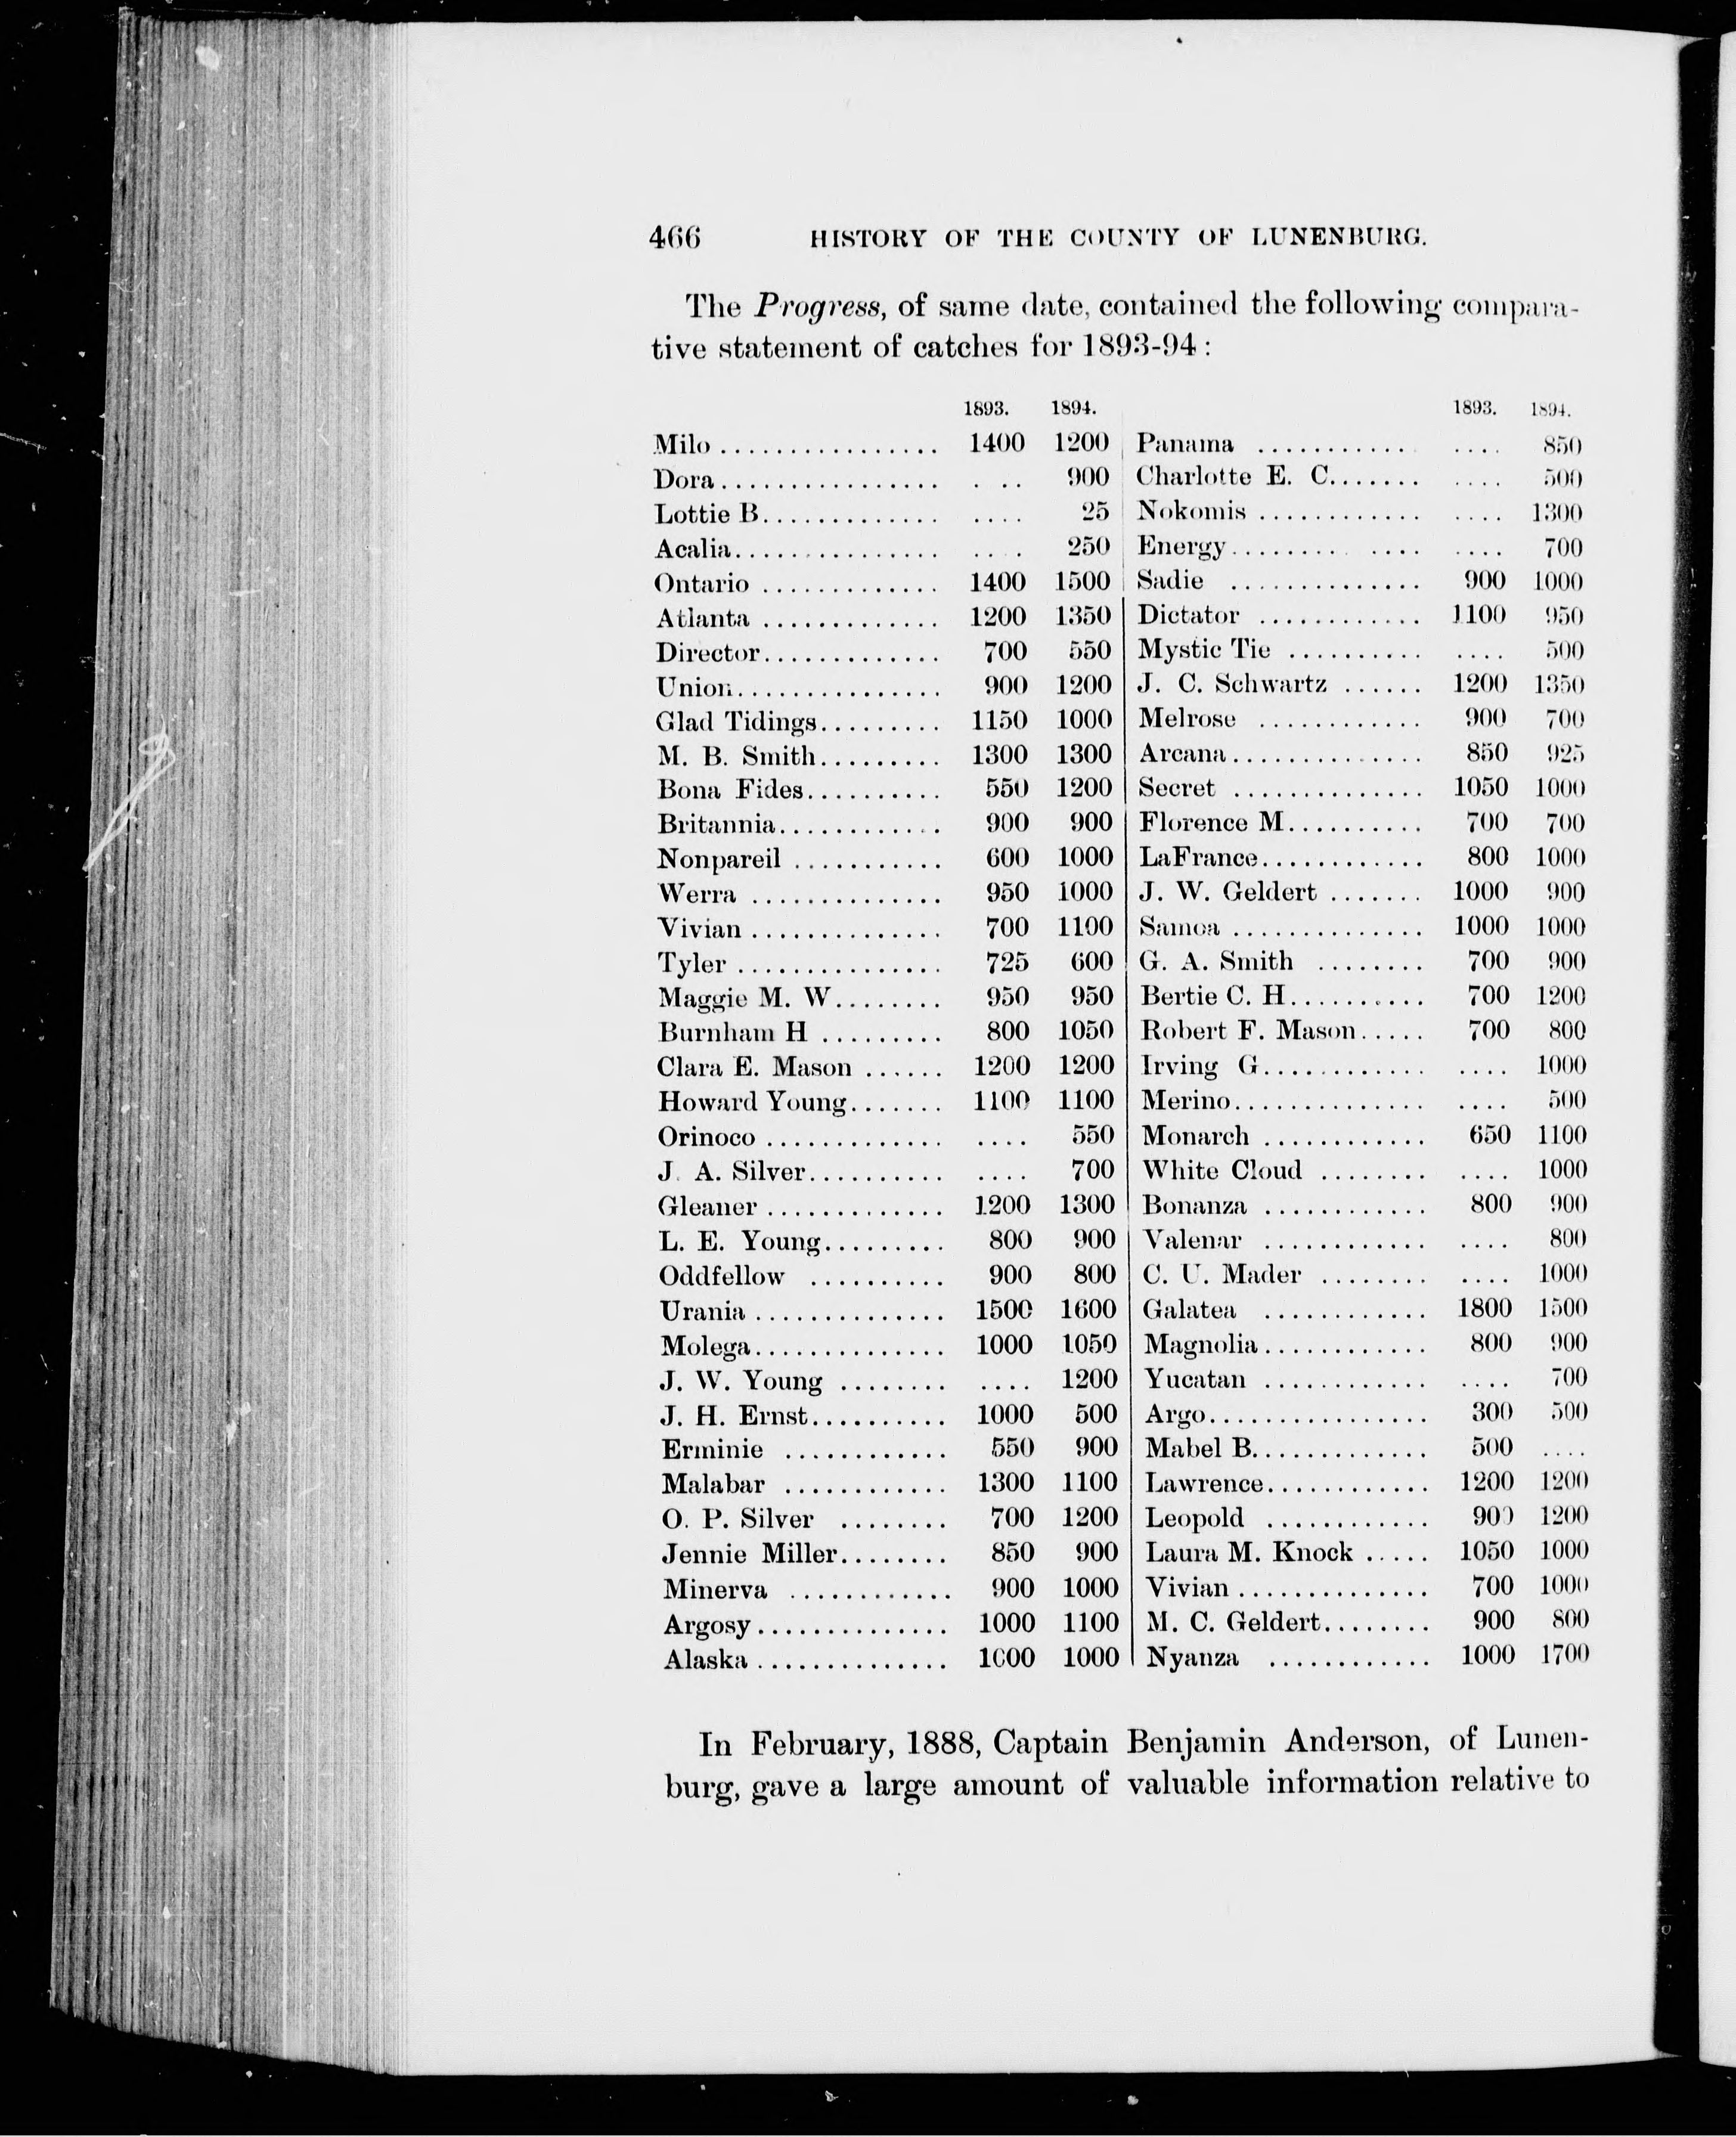 466 HISTORY OF THE COUNTY OF LUNENBURG.
The Progress, of same date, contained the following compara-
tive statement of catches for 1893-94:
1893. 1894. 1893. 1894.
Milo................ 1400 1200 Panama ........... .... 850
Dora................ .... 900 Charlotte E. C....... .... 500
Lottie B............. .... 25 Nokomis ............ .... 1300
Acalia............... .... 250 Energy.............. .... 700
Ontario ............. 1400 1500 Sadie .............. 900 1000
Atlanta ............. 1200 1350 Dictator ............ 1100 950
Director............. 700 550 Mystic Tie .......... .... 500
Union............... 900 1200 J. C. Schwartz ...... 1200 1350
Glad Tidings......... 1150 1000 Melrose ............ 900 700
M. B. Smith......... 1300 1300 Arcana.............. 850 925
Bona Fides.......... 550 1200 Secret .............. 1050 1000
Britannia............ 900 900 Florence M.......... 700 700
Nonpareil ........... 600 1000 LaFrance............ 800 1000
Werra .............. 950 1000 J. W. Geldert ....... 1000 900
Vivian .............. 700 1100 Samoa .............. 1000 1000
Tyler ............... 725 600 G. A. Smith ........ 700 900
Maggie M. W........ 950 950 Bertie C. H.......... 700 1200
Burnham H ......... 800 1050 Robert F. Mason..... 700 800
Clara E. Mason ...... 1200 1200 Irving G............ .... 1000
Howard Young....... 1100 1100 Merino.............. .... 500
Orinoco ............. .... 550 Monarch ............ 650 1100
J. A. Silver.......... .... 700 White Cloud ........ .... 1000
Gleaner ............. 1200 1300 Bonanza ............ 800 900
L. E. Young......... 800 900 Valenar ............ .... 800
Oddfellow .......... 900 800 C. U. Mader ........ .... 1000
Urania .............. 1500 1600 Galatea ............ 1800 1500
Molega.............. 1000 1050 Magnolia............ 800 900
J. W. Young ........ .... 1200 Yucatan ............ .... 700
J. H. Ernst.......... 1000 500 Argo................ 300 500
Erminie ............ 550 900 Mabel B............. 500 ....
Malabar ............ 1300 1100 Lawrence............ 1200 1200
O. P. Silver ........ 700 1200 Leopold ............ 900 1200
Jennie Miller........ 850 900 Laura M. Knock ..... 1050 1000
Minerva ............ 900 1000 Vivian .............. 700 1000
Argosy.............. 1000 1100 M. C. Geldert........ 900 800
Alaska .............. 1000 1000 Nyanza ............ 1000 1700
In February, 1888, Captain Benjamin Anderson, of Lunen-
burg, gave a large amount of valuable information relative to